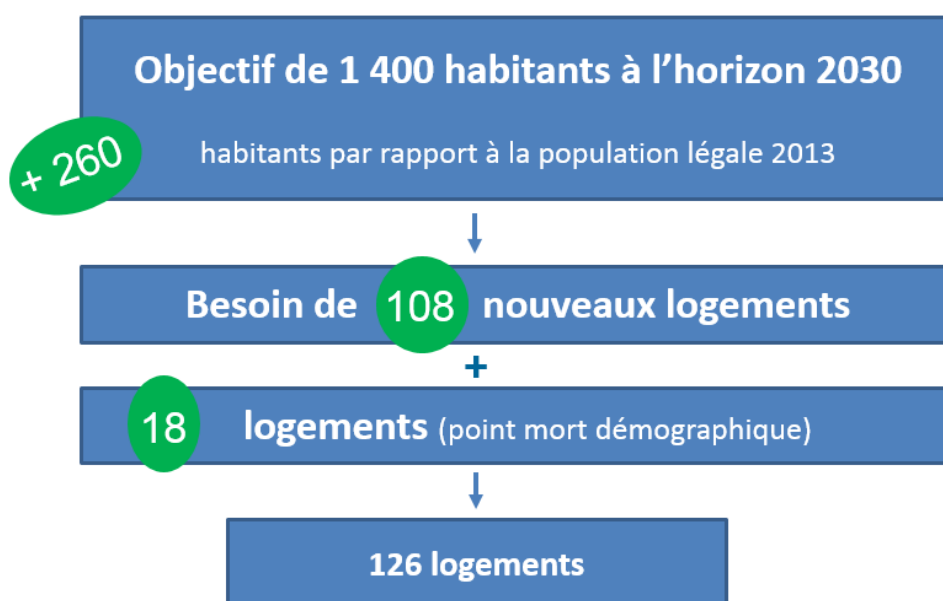 Objectif de 1 400 habitants à l’horizon 2030
+ 260 habitants par rapport à la population légale 2013
Besoin de 108 nouveaux logements
+
18 logements (point mort démographique)
126 logements